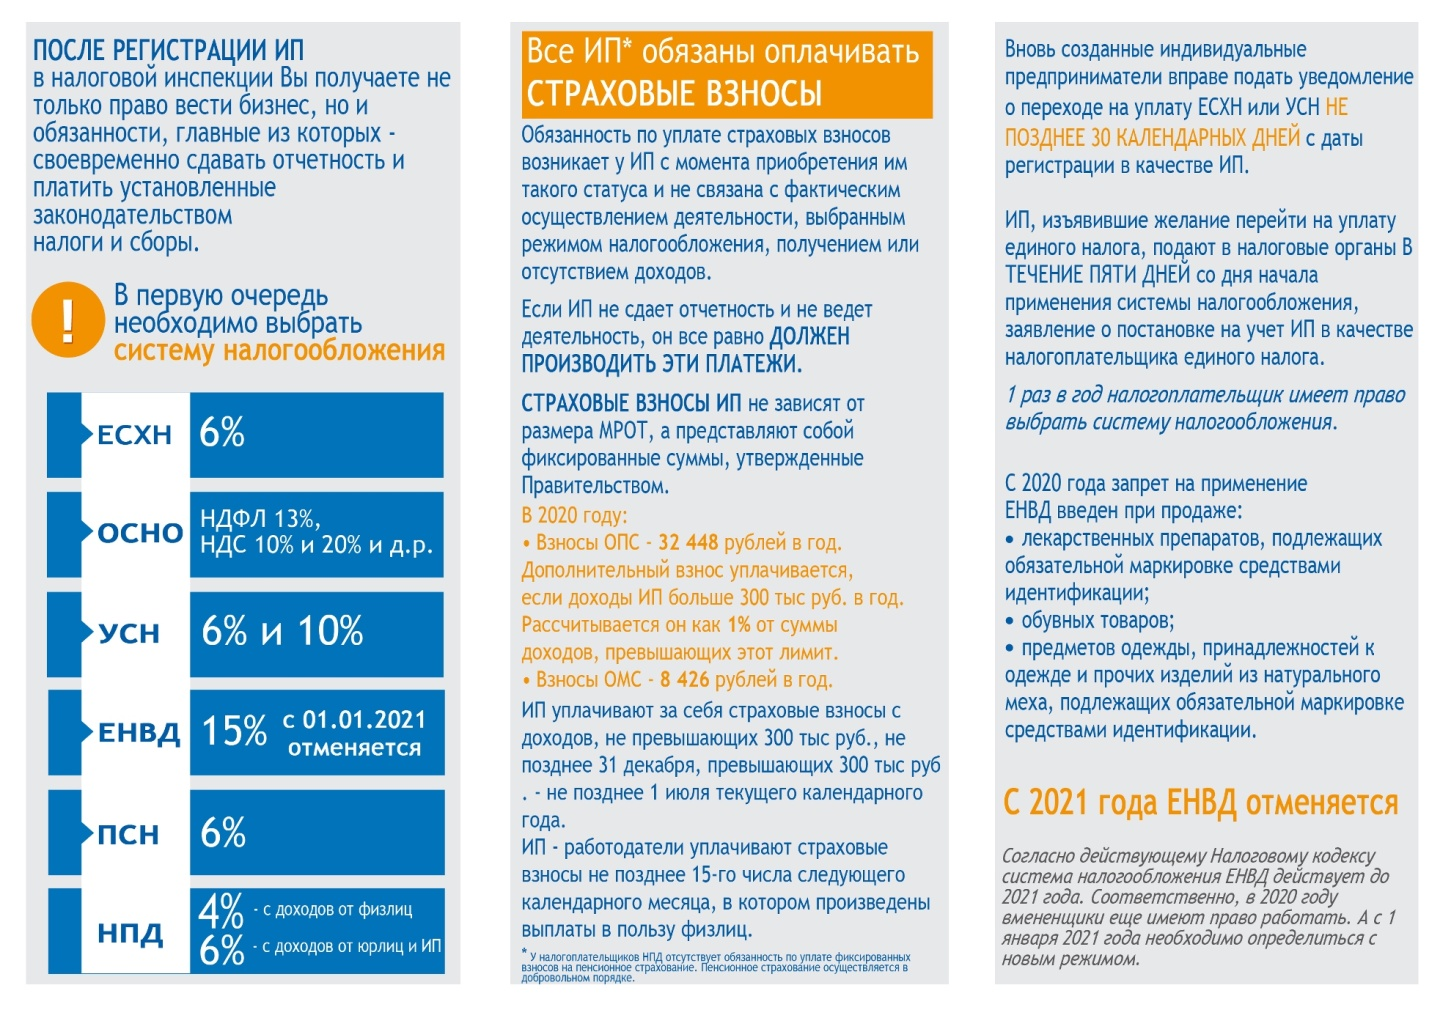 ПОСЛЕ РЕГИСТРАЦИИ ИП
в налоговой инспекции Вы получаете не
только право вести бизнес, но и
обязанности, главные из которых -
своевременно сдавать отчетность и
платить установленные
законодательством
налоги и сборы.
!
В первую очередь
необходимо выбрать
систему налогообложения
ЕСХН
6%
ОСНО
НДФЛ 13%,
НДС 10% и 20% и д.р.
УСН
6% и 10%
ЕНВД
15%
с 01.01.2021
отменяется
ПСН
6%
НПД
4% - с доходов от физлиц
6% - с доходов от юрлиц и ИП
Все ИП* обязаны оплачивать
СТРАХОВЫЕ ВЗНОСЫ
Обязанность по уплате страховых взносов
возникает у ИП с момента приобретения им
такого статуса и не связана с фактическим
осуществлением деятельности, выбранным
режимом налогообложения, получением или
отсутствием доходов.
Если ИП не сдает отчетность и не ведет
деятельность, он все равно ДОЛЖЕН
ПРОИЗВОДИТЬ ЭТИ ПЛАТЕЖИ.
СТРАХОВЫЕ ВЗНОСЫ ИП не зависят от
размера МРОТ, а представляют собой
фиксированные суммы, утвержденные
Правительством.
В 2020 году:
• Взносы ОПС - 32 448 рублей в год.
Дополнительный взнос уплачивается,
если доходы ИП больше 300 тыс руб. в год.
Рассчитывается он как 1% от суммы
доходов, превышающих этот лимит.
• Взносы ОМС - 8 426 рублей в год.
ИП уплачивают за себя страховые взносы с
доходов, не превышающих 300 тыс руб., не
позднее 31 декабря, превышающих 300 тыс руб
. - не позднее 1 июля текущего календарного
года.
ИП - работодатели уплачивают страховые
взносы не позднее 15-го числа следующего
календарного месяца, в котором произведены
выплаты в пользу физлиц.
* У налогоплательщиков НПД отсутствует обязанность по уплате фиксированных
взносов на пенсионное страхование. Пенсионное страхование осуществляется в
добровольном порядке.
Вновь созданные индивидуальные
предприниматели вправе подать уведомление
о переходе на уплату ЕСХН или УСН НЕ
ПОЗДНЕЕ 30 КАЛЕНДАРНЫХ ДНЕЙ с даты
регистрации в качестве ИП.
ИП, изъявившие желание перейти на уплату
единого налога, подают в налоговые органы В
ТЕЧЕНИЕ ПЯТИ ДНЕЙ со дня начала
применения системы налогообложения,
заявление о постановке на учет ИП в качестве
налогоплательщика единого налога.
1 раз в год налогоплательщик имеет право
выбрать систему налогообложения.
С 2020 года запрет на применение
ЕНВД введен при продаже:
• лекарственных препаратов, подлежащих
обязательной маркировке средствами
идентификации;
• обувных товаров;
• предметов одежды, принадлежностей к
одежде и прочих изделий из натурального
меха, подлежащих обязательной маркировке
средствами идентификации.
С 2021 года ЕНВД отменяется
Согласно действующему Налоговому кодексу
система налогообложения ЕНВД действует до
2021 года. Соответственно, в 2020 году
вмененщики еще имеют право работать. А с 1
января 2021 года необходимо определиться с
новым режимом.